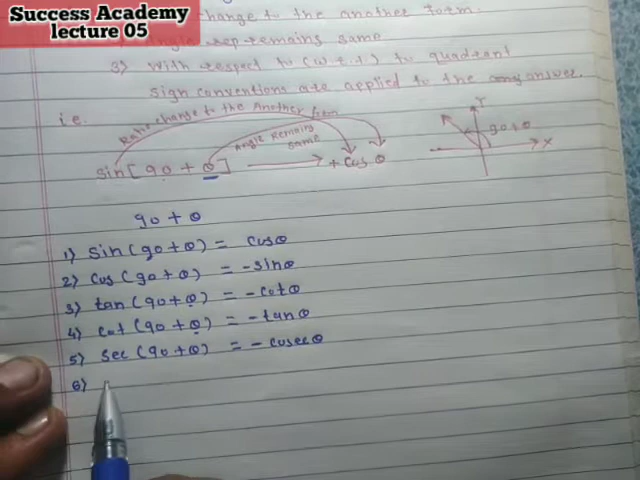 Success Academy
lecture 05
change to the another form.
remains same
3) With respect to (w.r.t) to quadrant
sign conventions are applied to the answer.
i.e.
Ratio change to the Another form
Angle Remains
same
sin[90 + θ] → + cos θ
Y
90+θ
X
90 + θ
1) sin(90+θ) = cosθ
2) cos(90+θ) = -sinθ
3) tan(90+θ) = -cotθ
4) cot(90+θ) = -tanθ
5) sec(90+θ) = -cosecθ
6)